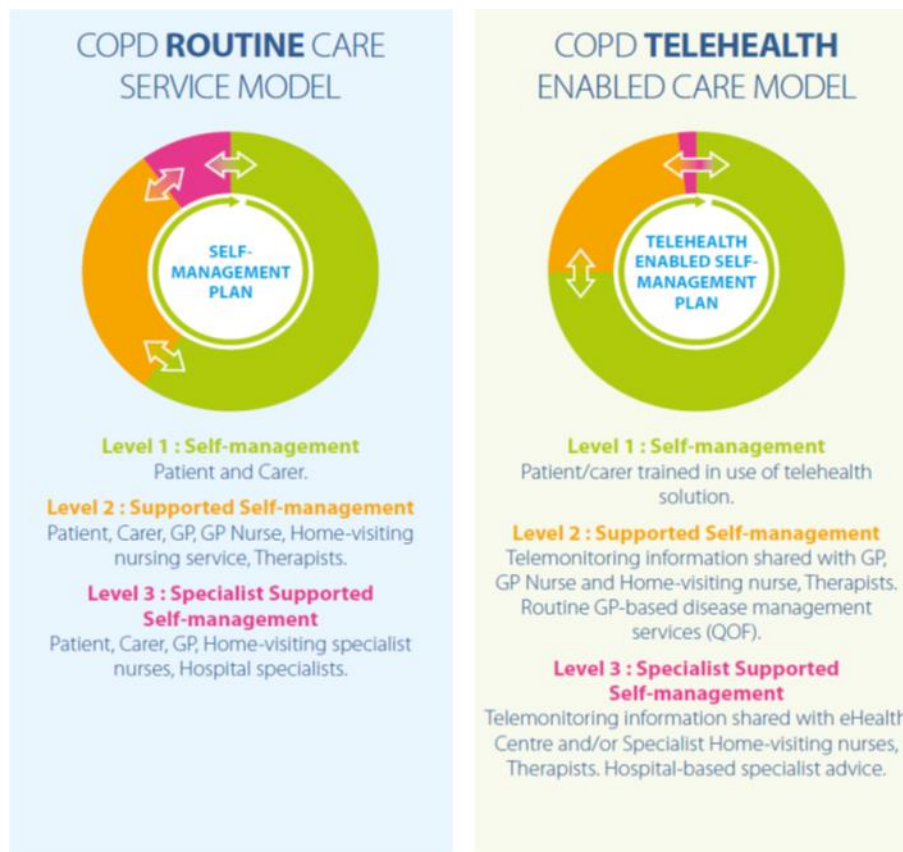 COPD ROUTINE CARE
SERVICE MODEL
SELF-
MANAGEMENT
PLAN
Level 1 : Self-management
Patient and Carer.
Level 2 : Supported Self-management
Patient, Carer, GP, GP Nurse, Home-visiting
nursing service, Therapists.
Level 3 : Specialist Supported
Self-management
Patient, Carer, GP, Home-visiting specialist
nurses, Hospital specialists.
COPD TELEHEALTH
ENABLED CARE MODEL
TELEHEALTH
ENABLED SELF-
MANAGEMENT
PLAN
Level 1 : Self-management
Patient/carer trained in use of telehealth
solution.
Level 2 : Supported Self-management
Telemonitoring information shared with GP,
GP Nurse and Home-visiting nurse, Therapists.
Routine GP-based disease management
services (QOF).
Level 3 : Specialist Supported
Self-management
Telemonitoring information shared with eHealth
Centre and/or Specialist Home-visiting nurses,
Therapists. Hospital-based specialist advice.